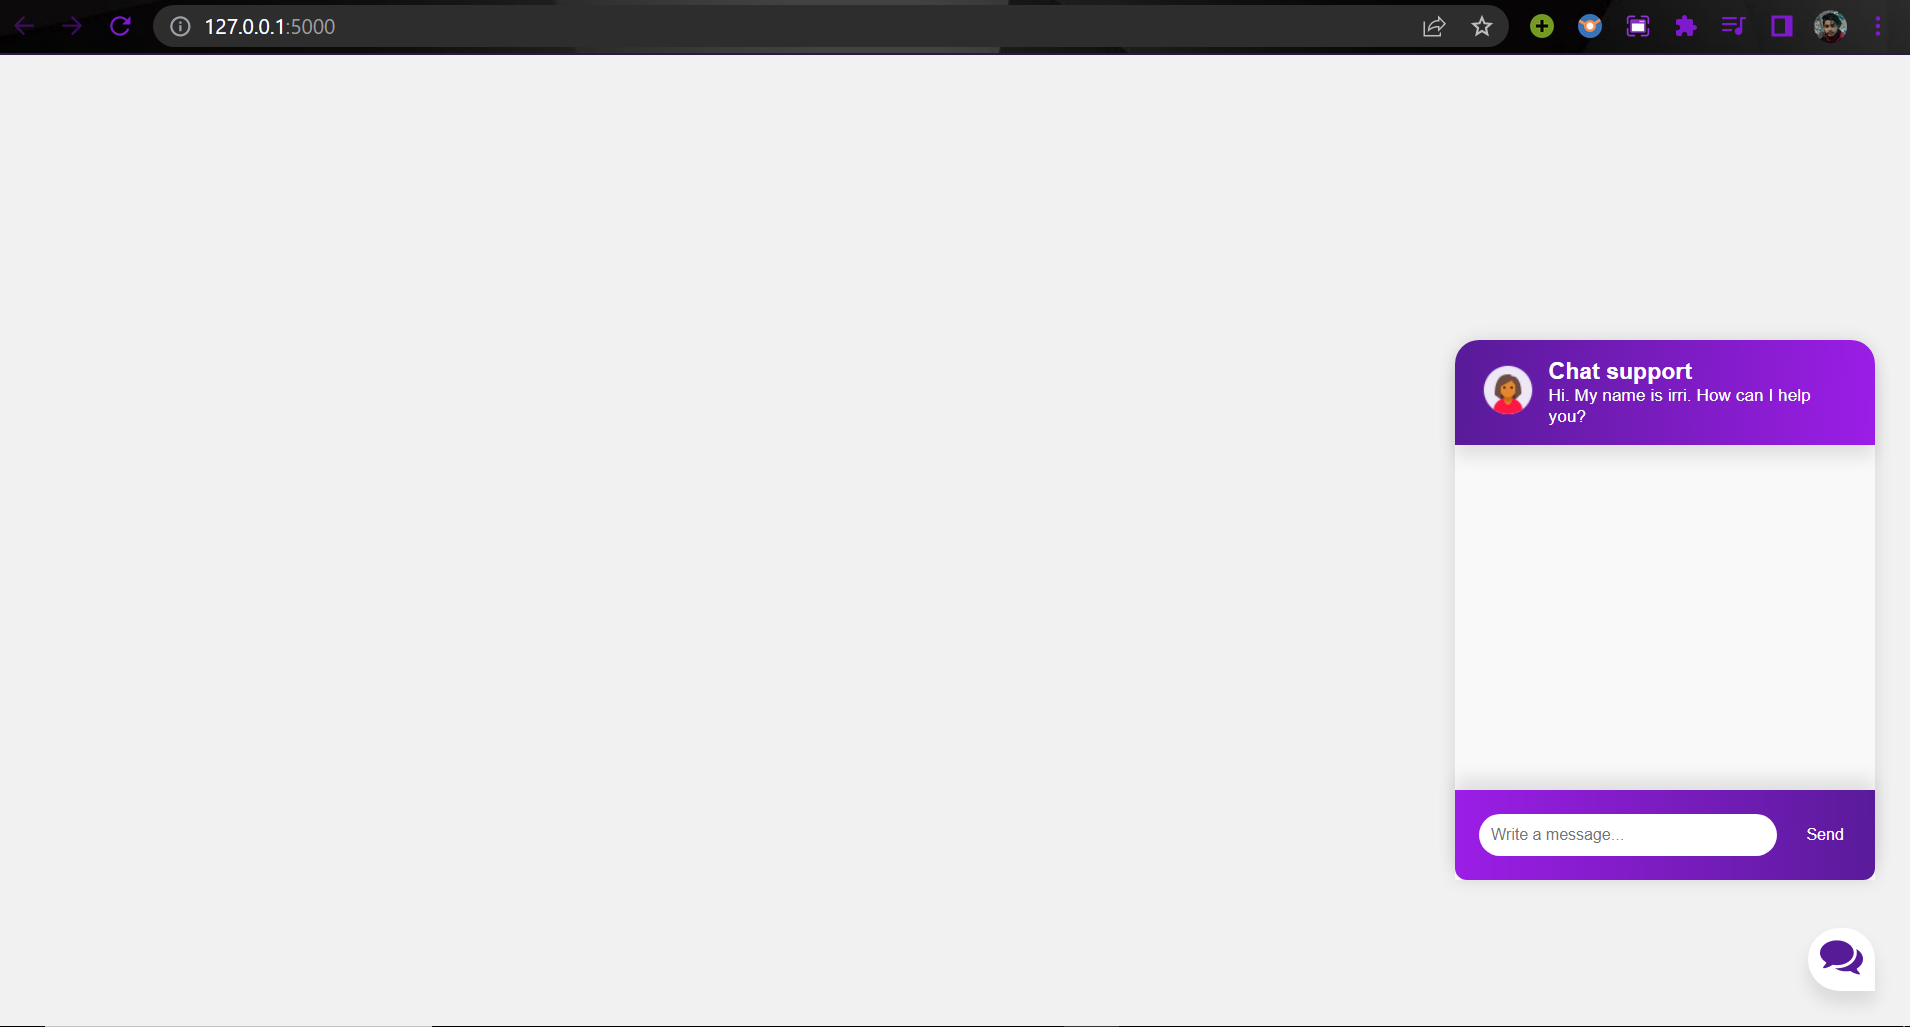 127.0.0.1:5000
Chat support
Hi. My name is irri. How can I help
you?
Write a message...
Send